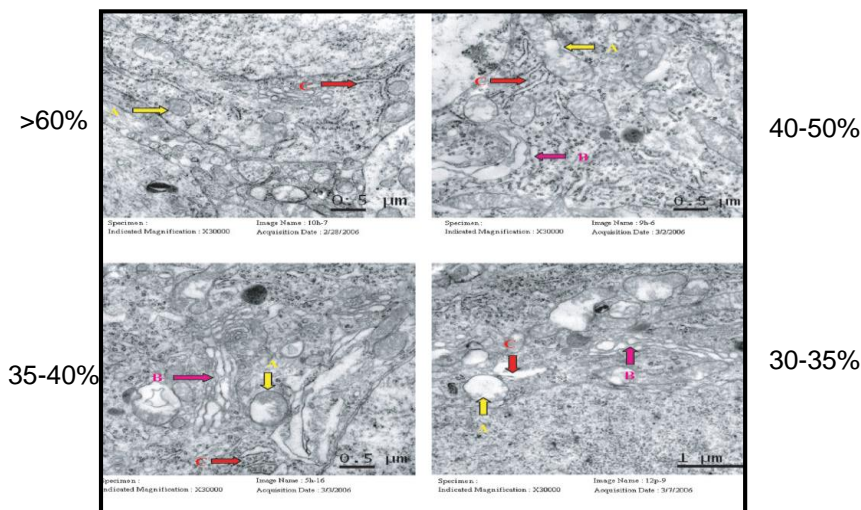 >60%
40-50%
C
A
0.5 µm
Specimen :
Image Name : 10h-7
Indicated Magnification : X30000
Acquisition Date : 2/28/2006
A
C
B
0.5 µm
Specimen :
Image Name : 9h-6
Indicated Magnification : X30000
Acquisition Date : 3/2/2006
35-40%
30-35%
A
B
C
0.5 µm
Specimen :
Image Name : 5h-16
Indicated Magnification : X30000
Acquisition Date : 3/3/2006
C
B
A
1 µm
Specimen :
Image Name : 12p-9
Indicated Magnification : X30000
Acquisition Date : 3/7/2006